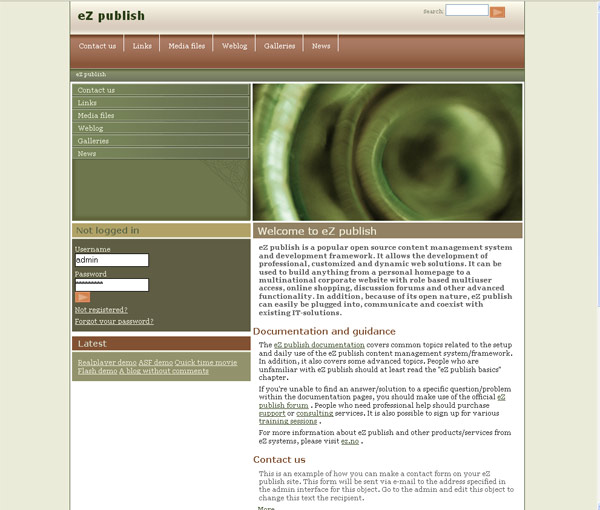 eZ publish
Search:
Contact us Links Media files Weblog Galleries News
eZ publish
Contact us
Links
Media files
Weblog
Galleries
News
Not logged in
Username
admin
Password
*********
Not registered?
Forgot your password?
Latest
Realplayer demo ASF demo Quick time movie
Flash demo A blog without comments
Welcome to eZ publish
eZ publish is a popular open source content management system
and development framework. It allows the development of
professional, customized and dynamic web solutions. It can be
used to build anything from a personal homepage to a
multinational corporate website with role based multiuser
access, online shopping, discussion forums and other advanced
functionality. In addition, because of its open nature, eZ publish
can easily be plugged into, communicate and coexist with
existing IT-solutions.
Documentation and guidance
The eZ publish documentation covers common topics related to the setup
and daily use of the eZ publish content management system/framework.
In addition, it also covers some advanced topics. People who are
unfamiliar with eZ publish should at least read the "eZ publish basics"
chapter.
If you're unable to find an answer/solution to a specific question/problem
within the documentation pages, you should make use of the official eZ
publish forum . People who need professional help should purchase
support or consulting services. It is also possible to sign up for various
training sessions .
For more information about eZ publish and other products/services from
eZ systems, please visit ez.no .
Contact us
This is an example of how you can make a contact form on your eZ
publish site. This form will be sent via e-mail to the address specified in
the admin interface for this object. Go to the admin and edit this object to
change this text the recipient.
More